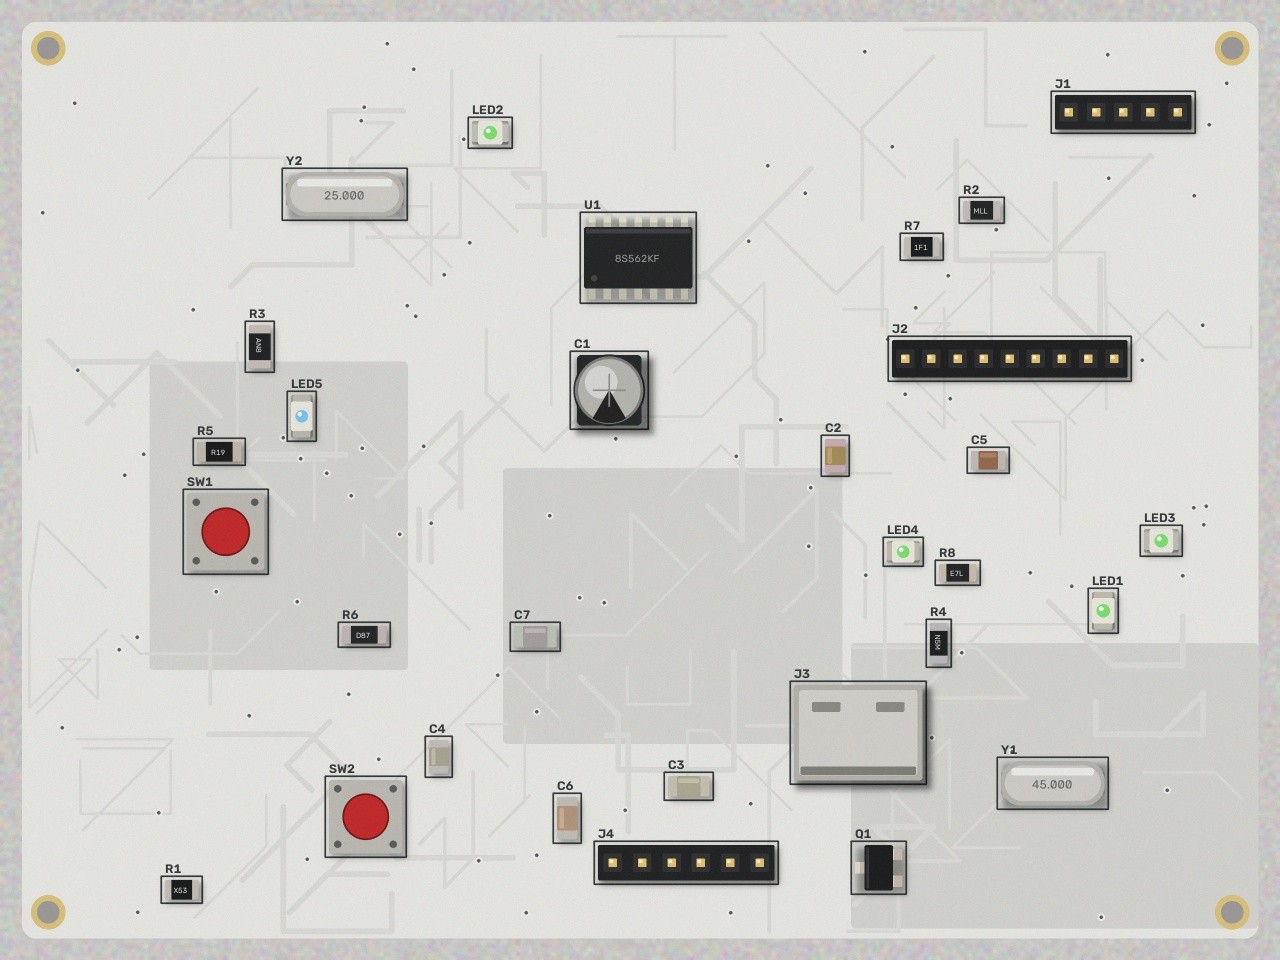 J1
LED2
Y2
25.000
R2
MLL
U1
8S562KF
R7
1F1
R3
ANB
J2
C1
LED5
C2
R5
R19
C5
SW1
LED3
LED4
R8
E7L
LED1
R6
D87
C7
R4
NSM
J3
C4
Y1
45.000
SW2
C3
C6
J4
Q1
R1
X53